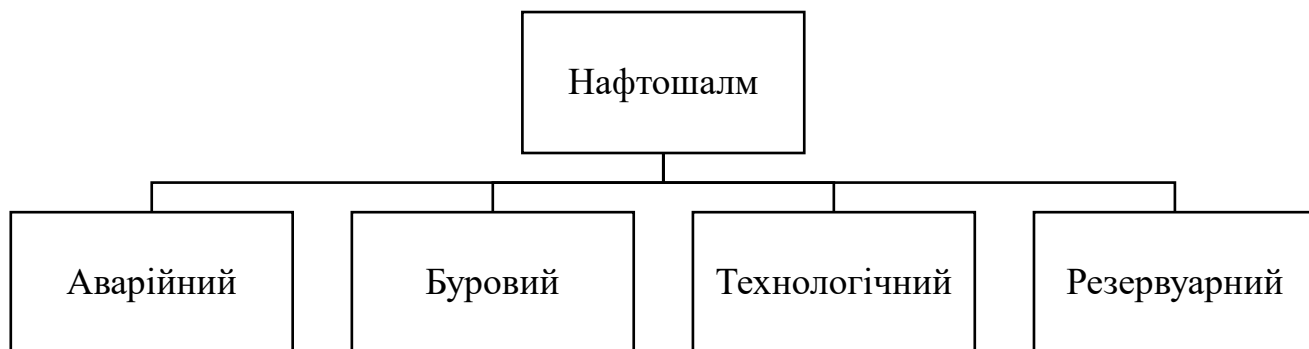 Нафтошалм
Аварійний
Буровий
Технологічний
Резервуарний